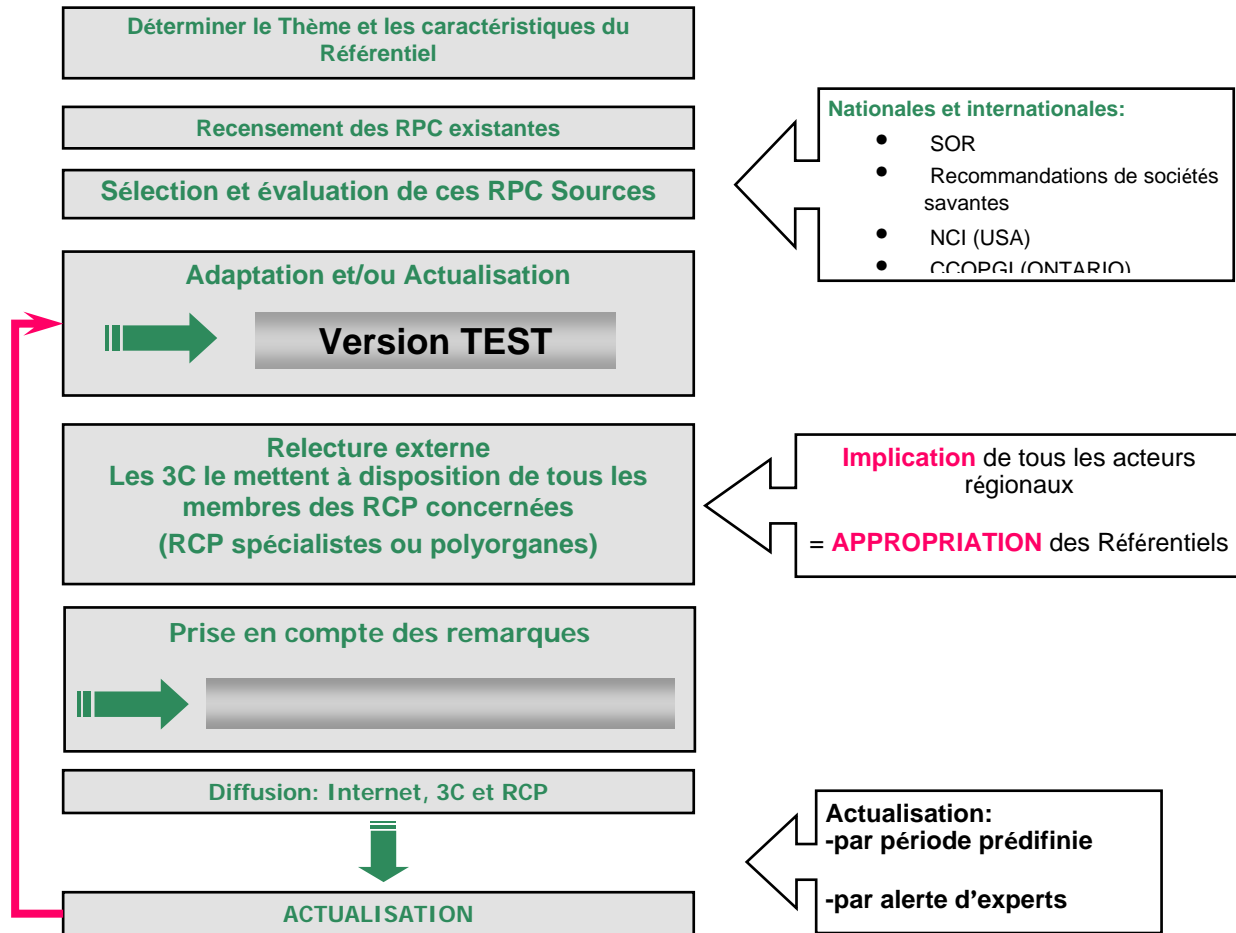 Déterminer le Thème et les caractéristiques du
Référentiel
Recensement des RPC existantes
Sélection et évaluation de ces RPC Sources
Nationales et internationales:
• SOR
• Recommandations de sociétés
savantes
• NCI (USA)
• CCOPGI (ONTARIO)
Adaptation et/ou Actualisation
Version TEST
Relecture externe
Les 3C le mettent à disposition de tous les
membres des RCP concernées
(RCP spécialistes ou polyorganes)
Implication de tous les acteurs
régionaux
= APPROPRIATION des Référentiels
Prise en compte des remarques
Diffusion: Internet, 3C et RCP
Actualisation:
-par période prédifinie
-par alerte d’experts
ACTUALISATION